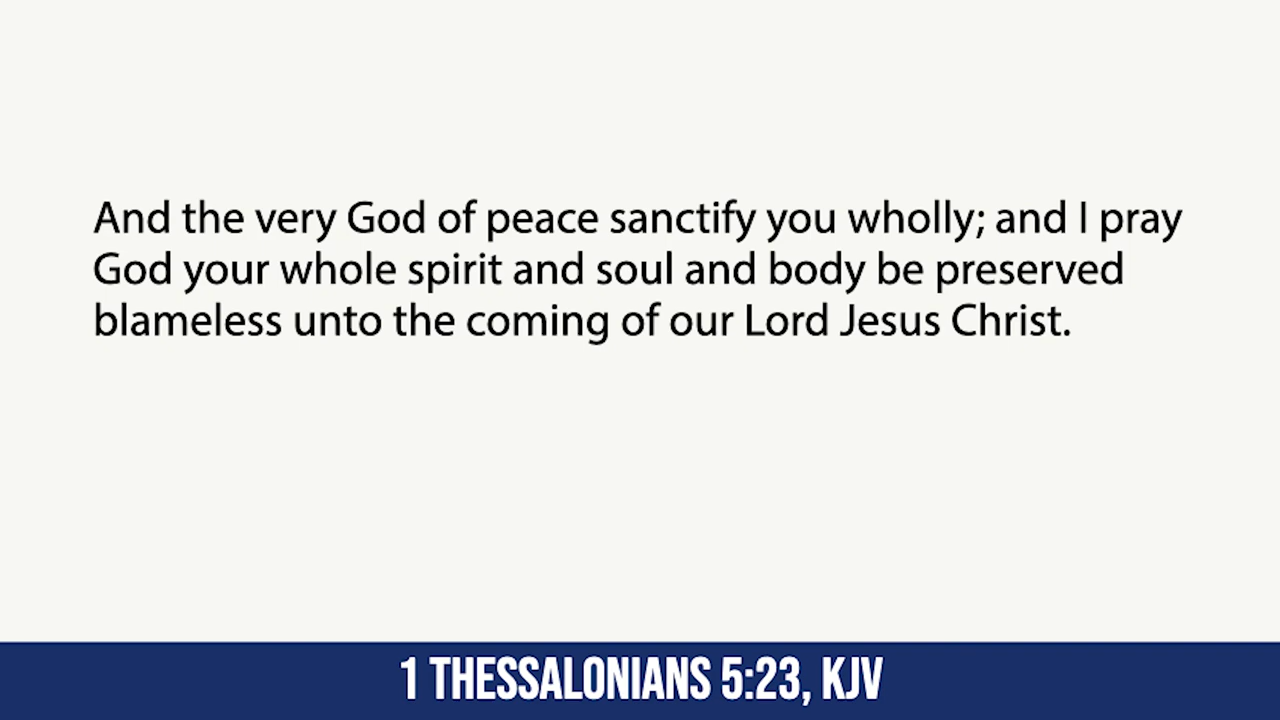 And the very God of peace sanctify you wholly; and I pray
God your whole spirit and soul and body be preserved
blameless unto the coming of our Lord Jesus Christ.
1 THESSALONIANS 5:23, KJV